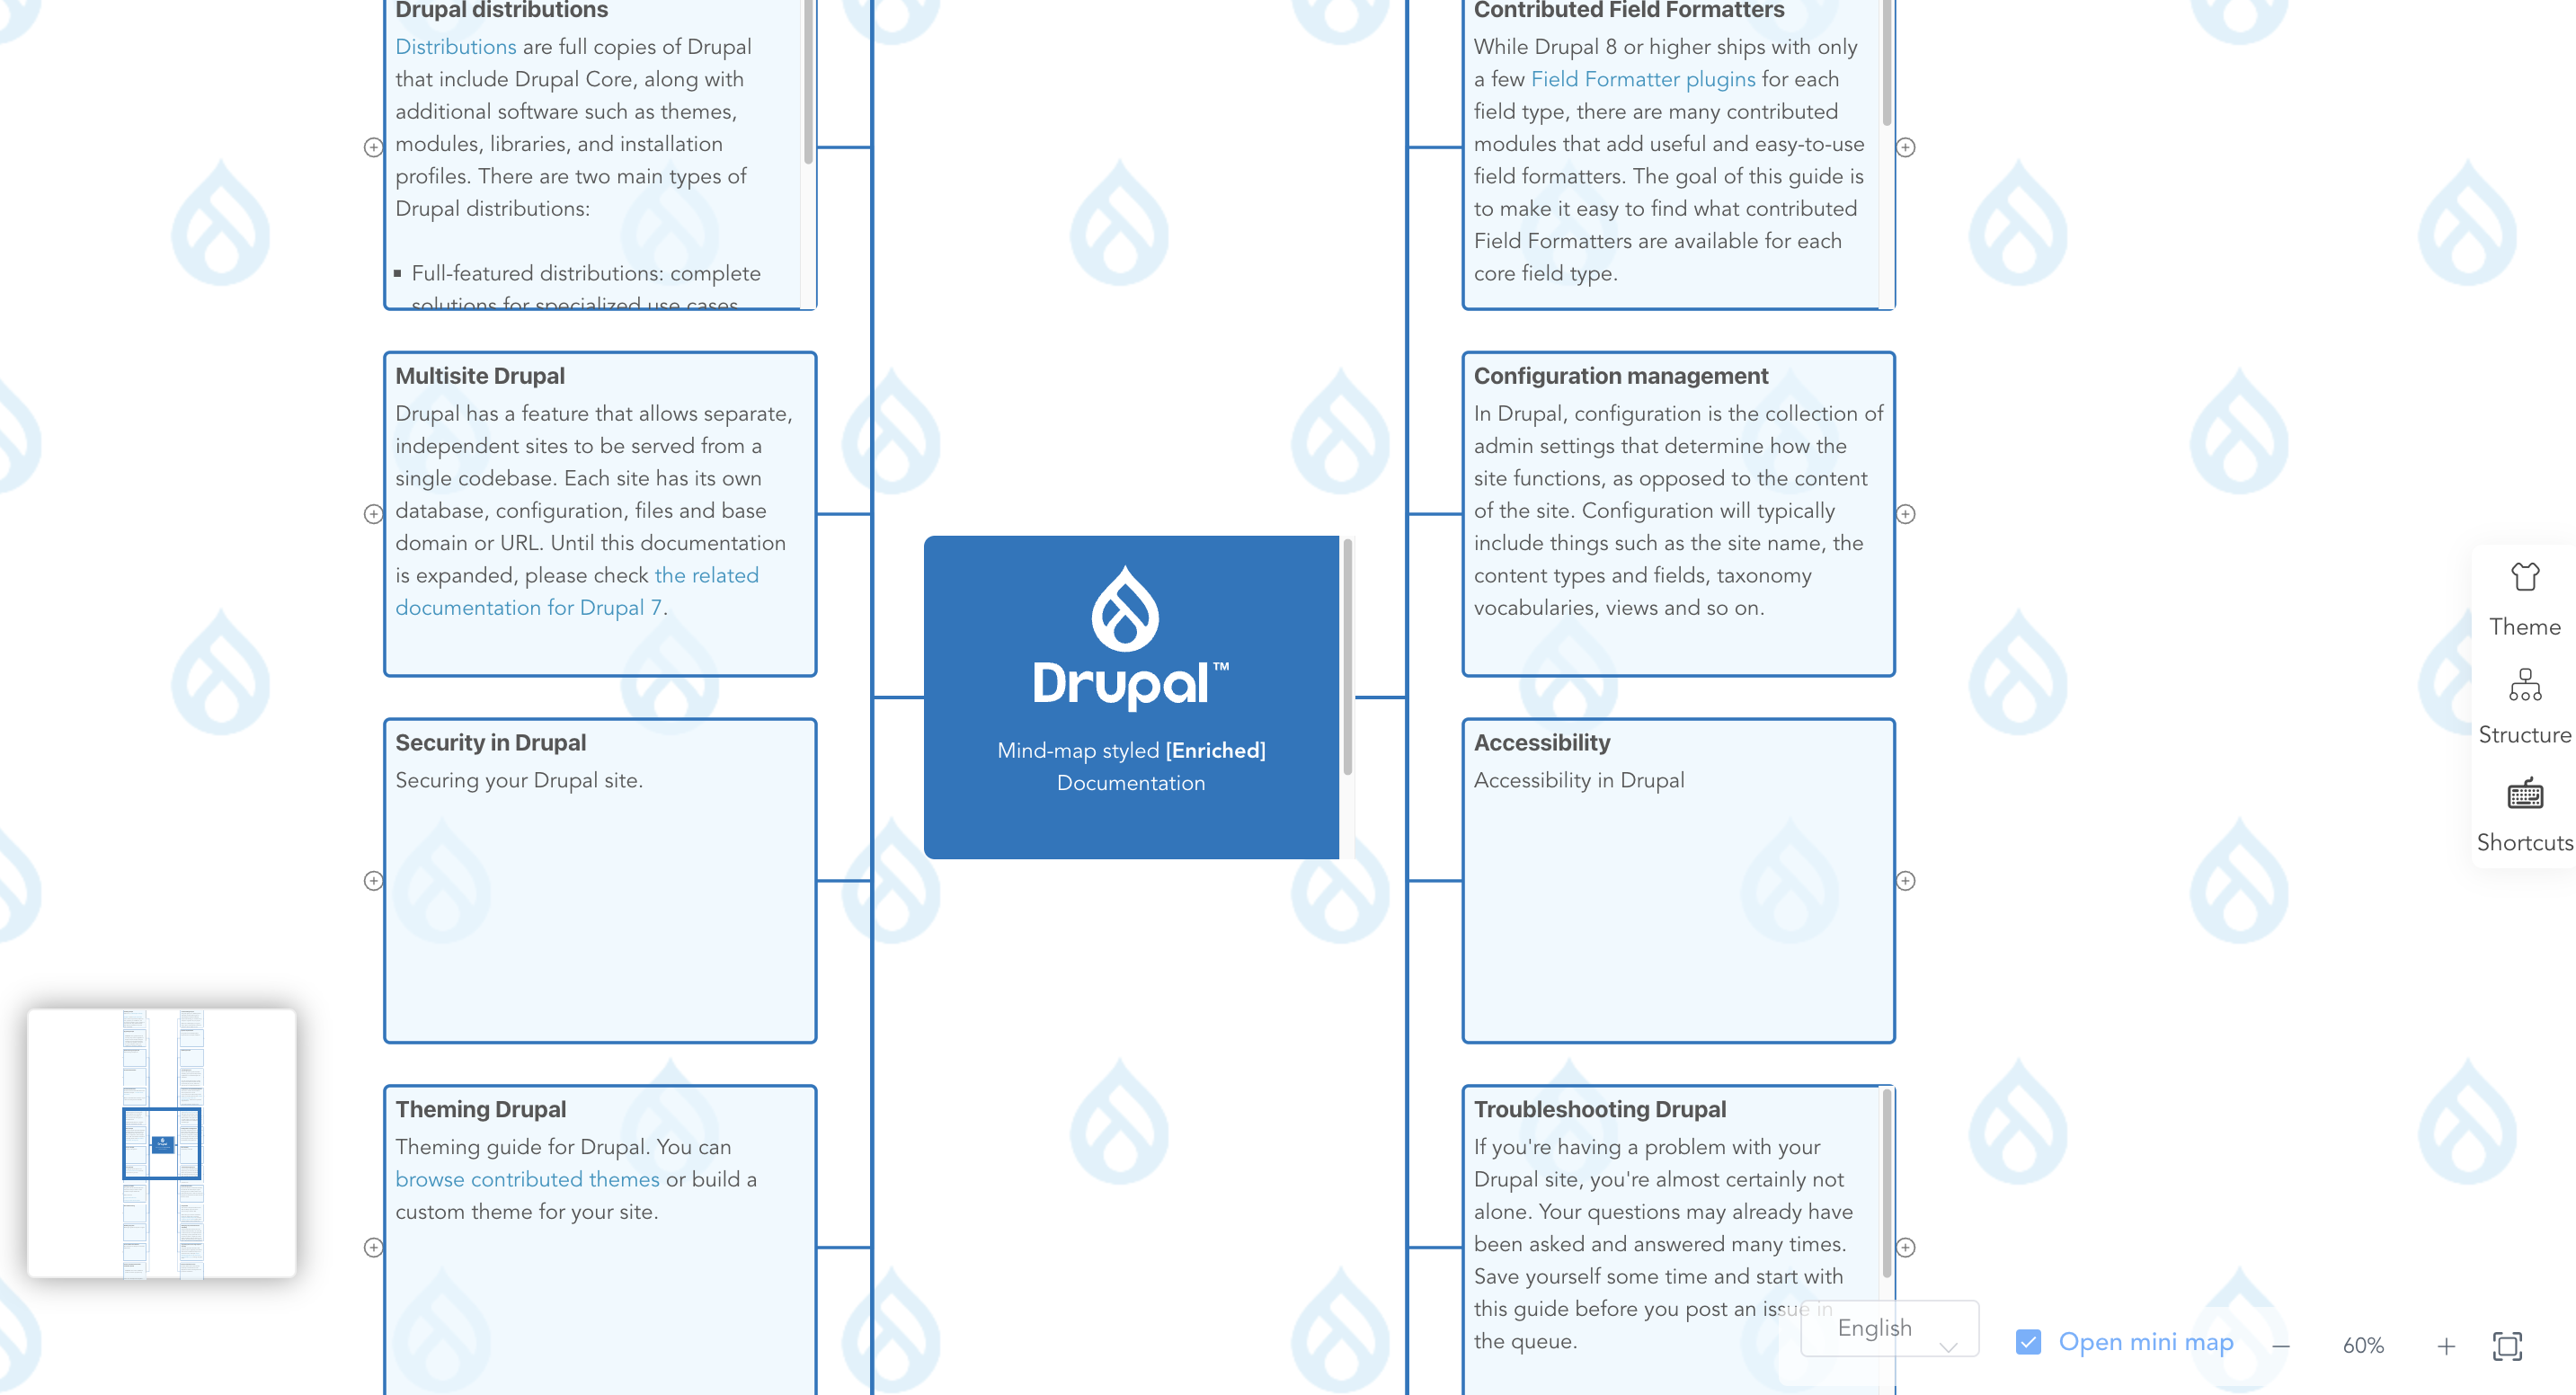 Drupal distributions
Distributions are full copies of Drupal
that include Drupal Core, along with
additional software such as themes,
modules, libraries, and installation
profiles. There are two main types of
Drupal distributions:
▪ Full-featured distributions: complete
solutions for specialized use cases
Multisite Drupal
Drupal has a feature that allows separate,
independent sites to be served from a
single codebase. Each site has its own
database, configuration, files and base
domain or URL. Until this documentation
is expanded, please check the related
documentation for Drupal 7.
Security in Drupal
Securing your Drupal site.
Theming Drupal
Theming guide for Drupal. You can
browse contributed themes or build a
custom theme for your site.
Drupal™
Mind-map styled [Enriched]
Documentation
Contributed Field Formatters
While Drupal 8 or higher ships with only
a few Field Formatter plugins for each
field type, there are many contributed
modules that add useful and easy-to-use
field formatters. The goal of this guide is
to make it easy to find what contributed
Field Formatters are available for each
core field type.
Configuration management
In Drupal, configuration is the collection of
admin settings that determine how the
site functions, as opposed to the content
of the site. Configuration will typically
include things such as the site name, the
content types and fields, taxonomy
vocabularies, views and so on.
Accessibility
Accessibility in Drupal
Troubleshooting Drupal
If you're having a problem with your
Drupal site, you're almost certainly not
alone. Your questions may already have
been asked and answered many times.
Save yourself some time and start with
this guide before you post an issue in
the queue.
Theme
Structure
Shortcuts
English
Open mini map
60%